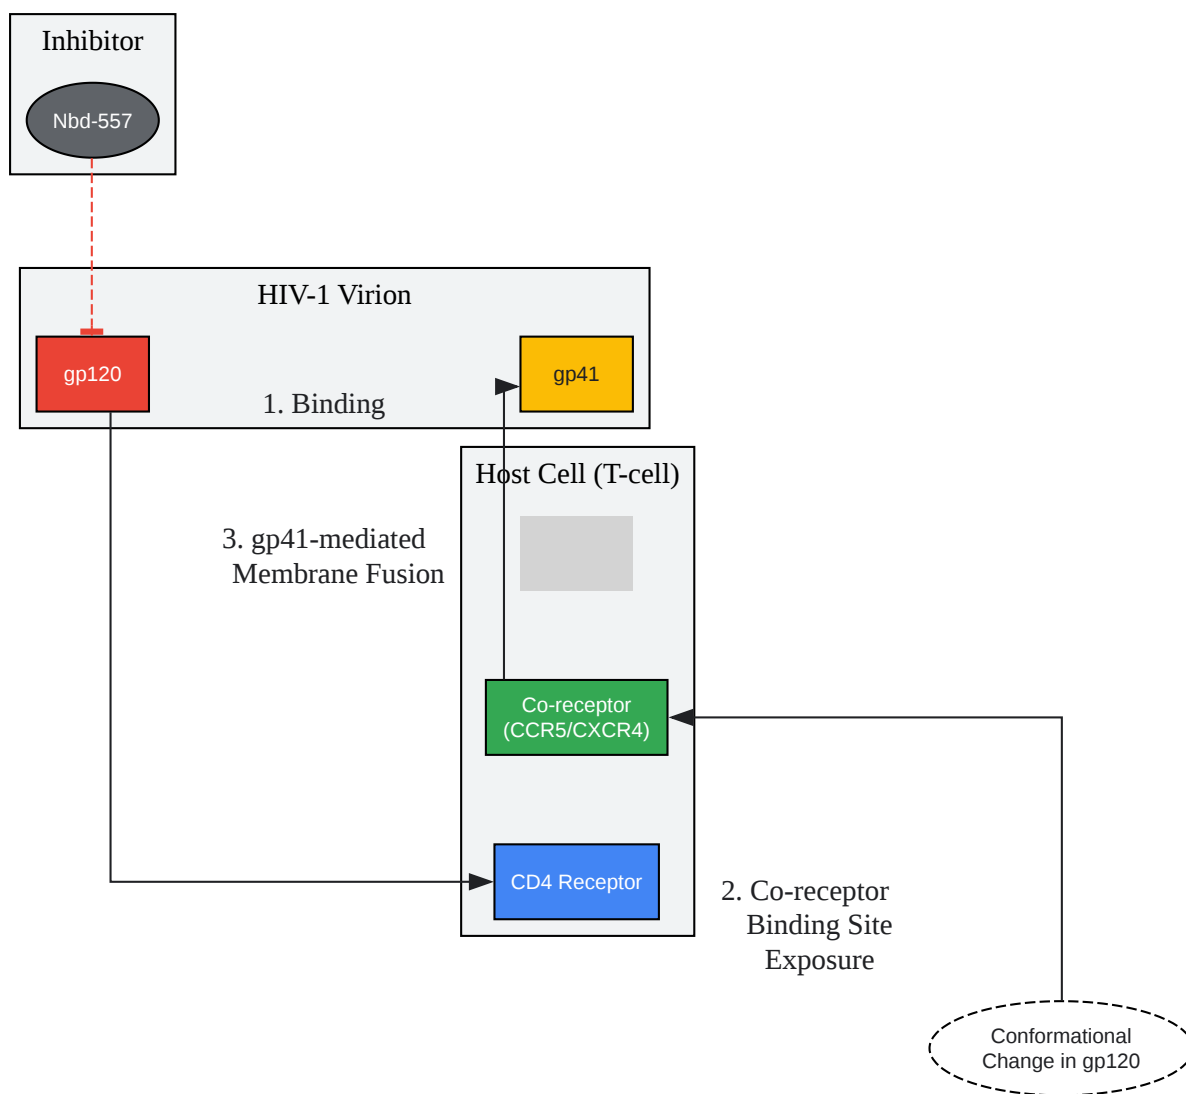 Inhibitor
Nbd-557
HIV-1 Virion
gp120
gp41
1. Binding
Host Cell (T-cell)
3. gp41-mediated
Membrane Fusion
Co-receptor
(CCR5/CXCR4)
CD4 Receptor
2. Co-receptor
Binding Site
Exposure
Conformational
Change in gp120